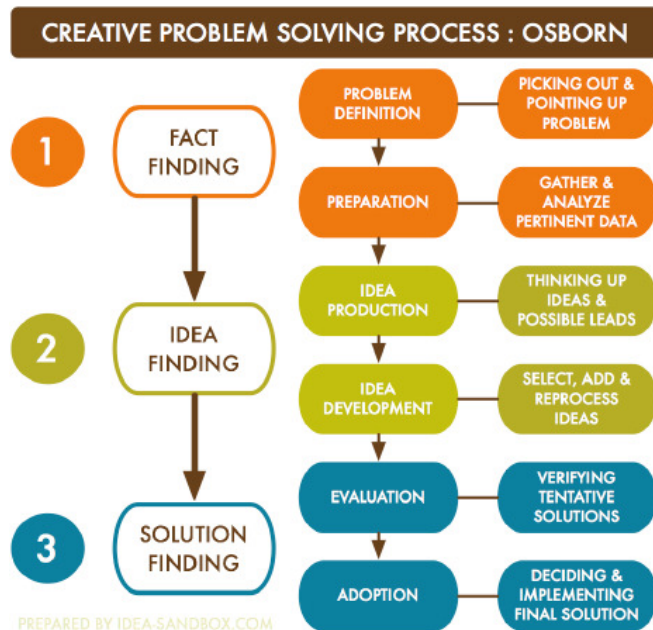 CREATIVE PROBLEM SOLVING PROCESS : OSBORN
1
FACT
FINDING
PROBLEM
DEFINITION
PICKING OUT &
POINTING UP
PROBLEM
PREPARATION
GATHER &
ANALYZE
PERTINENT DATA
2
IDEA
FINDING
IDEA
PRODUCTION
THINKING UP
IDEAS &
POSSIBLE LEADS
IDEA
DEVELOPMENT
SELECT, ADD &
REPROCESS
IDEAS
3
SOLUTION
FINDING
EVALUATION
VERIFYING
TENTATIVE
SOLUTIONS
ADOPTION
DECIDING &
IMPLEMENTING
FINAL SOLUTION
PREPARED BY IDEA-SANDBOX.COM